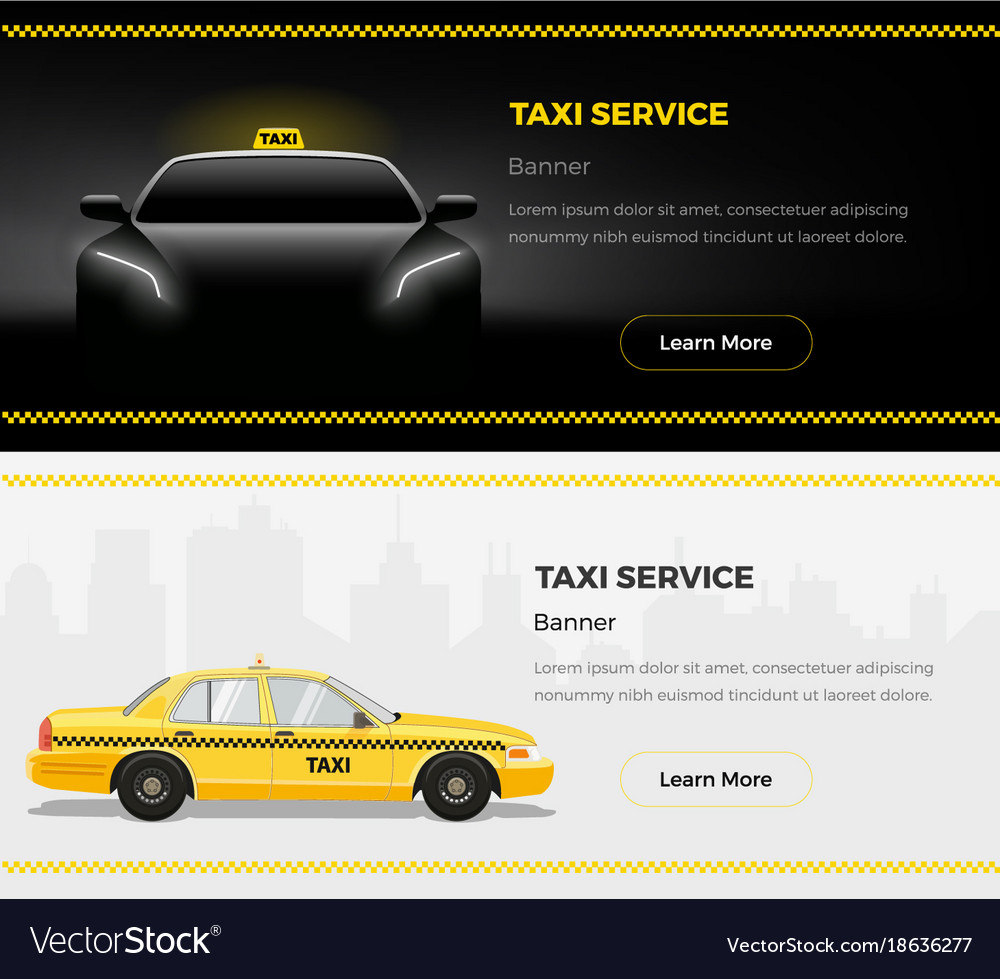 TAXI
TAXI SERVICE
Banner
Lorem ipsum dolor sit amet, consectetuer adipiscing
nonummy nibh euismod tincidunt ut laoreet dolore.
Learn More
TAXI SERVICE
Banner
Lorem ipsum dolor sit amet, consectetuer adipiscing
nonummy nibh euismod tincidunt ut laoreet dolore.
TAXI
Learn More
VectorStock®
VectorStock.com/18636277